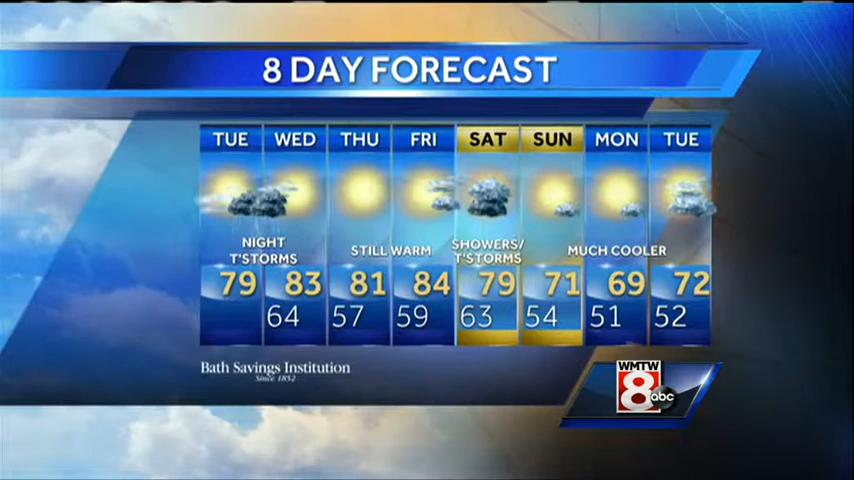 8 DAY FORECAST
TUE WED THU FRI SAT SUN MON TUE
NIGHT
T'STORMS
STILL WARM
SHOWERS/
T'STORMS
MUCH COOLER
79 83 81 84 79 71 69 72
64 57 59 63 54 51 52
Bath Savings Institution
Since 1852
WMTW
8
abc